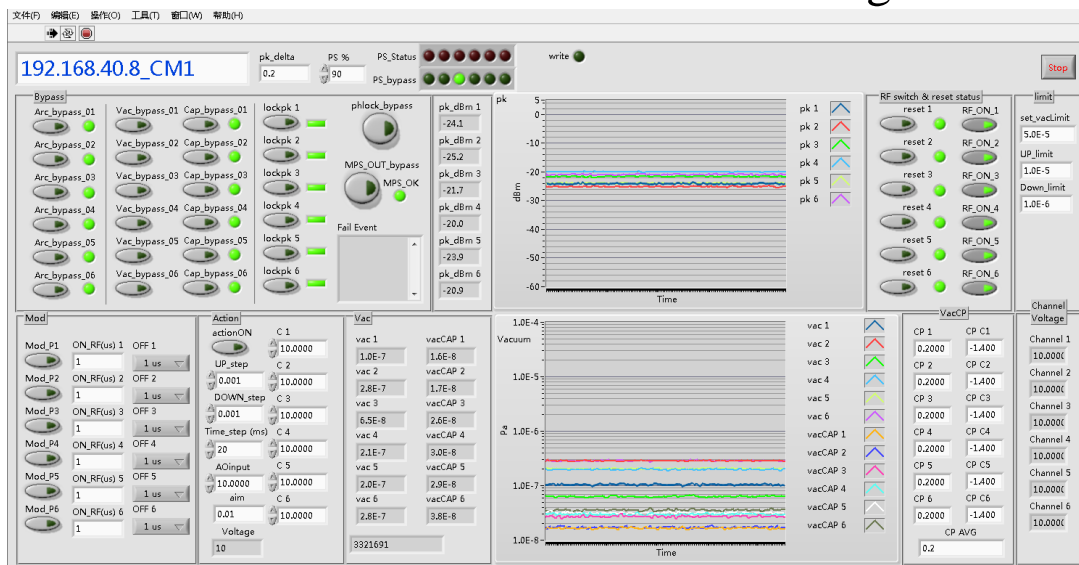 文件(F) 编辑(E) 操作(O) 工具(T) 窗口(W) 帮助(H)
192.168.40.8_CM1
pk_delta
0.2
PS %
90
PS_Status
PS_bypass
write
Stop
Bypass
Arc_bypass_01 Vac_bypass_01 Cap_bypass_01 lockpk 1
Arc_bypass_02 Vac_bypass_02 Cap_bypass_02 lockpk 2
Arc_bypass_03 Vac_bypass_03 Cap_bypass_03 lockpk 3
Arc_bypass_04 Vac_bypass_04 Cap_bypass_04 lockpk 4
Arc_bypass_05 Vac_bypass_05 Cap_bypass_05 lockpk 5
Arc_bypass_06 Vac_bypass_06 Cap_bypass_06 lockpk 6
phlock_bypass
MPS_OUT_bypass
MPS_OK
Fail Event
pk_dBm 1
-24.1
pk_dBm 2
-25.2
pk_dBm 3
-21.7
pk_dBm 4
-20.0
pk_dBm 5
-23.9
pk_dBm 6
-20.9
pk
dBm
5
0
-10
-20
-30
-40
-50
-60
Time
pk 1
pk 2
pk 3
pk 4
pk 5
pk 6
RF switch & reset status
reset 1 RF_ON_1
reset 2 RF_ON_2
reset 3 RF_ON_3
reset 4 RF_ON_4
reset 5 RF_ON_5
reset 6 RF_ON_6
limit
set_vacLimit
5.0E-5
UP_limit
1.0E-5
Down_limit
1.0E-6
Mod
Mod_P1 ON_RF(us) 1 OFF 1
1 1 us
Mod_P2 ON_RF(us) 2 OFF 2
1 1 us
Mod_P3 ON_RF(us) 3 OFF 3
1 1 us
Mod_P4 ON_RF(us) 4 OFF 4
1 1 us
Mod_P5 ON_RF(us) 5 OFF 5
1 1 us
Mod_P6 ON_RF(us) 6 OFF 6
1 1 us
Action
actionON C 1
10.0000
UP_step C 2
0.001 10.0000
DOWN_step C 3
0.001 10.0000
Time_step (ms) C 4
20 10.0000
AOinput C 5
10.0000 10.0000
aim C 6
0.01 10.0000
Voltage
10
Vac
vac 1 vacCAP 1
1.0E-7 1.6E-8
vac 2 vacCAP 2
2.8E-7 1.7E-8
vac 3 vacCAP 3
6.5E-8 2.6E-8
vac 4 vacCAP 4
2.1E-7 3.0E-8
vac 5 vacCAP 5
2.0E-7 2.9E-8
vac 6 vacCAP 6
2.8E-7 3.8E-8
3321691
Vacuum
Pa
1.0E-4
1.0E-5
1.0E-6
1.0E-7
1.0E-8
Time
vac 1
vac 2
vac 3
vac 4
vac 5
vac 6
vacCAP 1
vacCAP 2
vacCAP 3
vacCAP 4
vacCAP 5
vacCAP 6
VacCP
CP 1 CP C1
0.2000 -1.400
CP 2 CP C2
0.2000 -1.400
CP 3 CP C3
0.2000 -1.400
CP 4 CP C4
0.2000 -1.400
CP 5 CP C5
0.2000 -1.400
CP 6 CP C6
0.2000 -1.400
CP AVG
0.2
Channel
Voltage
Channel 1
10.000
Channel 2
10.000
Channel 3
10.000
Channel 4
10.000
Channel 5
10.000
Channel 6
10.000